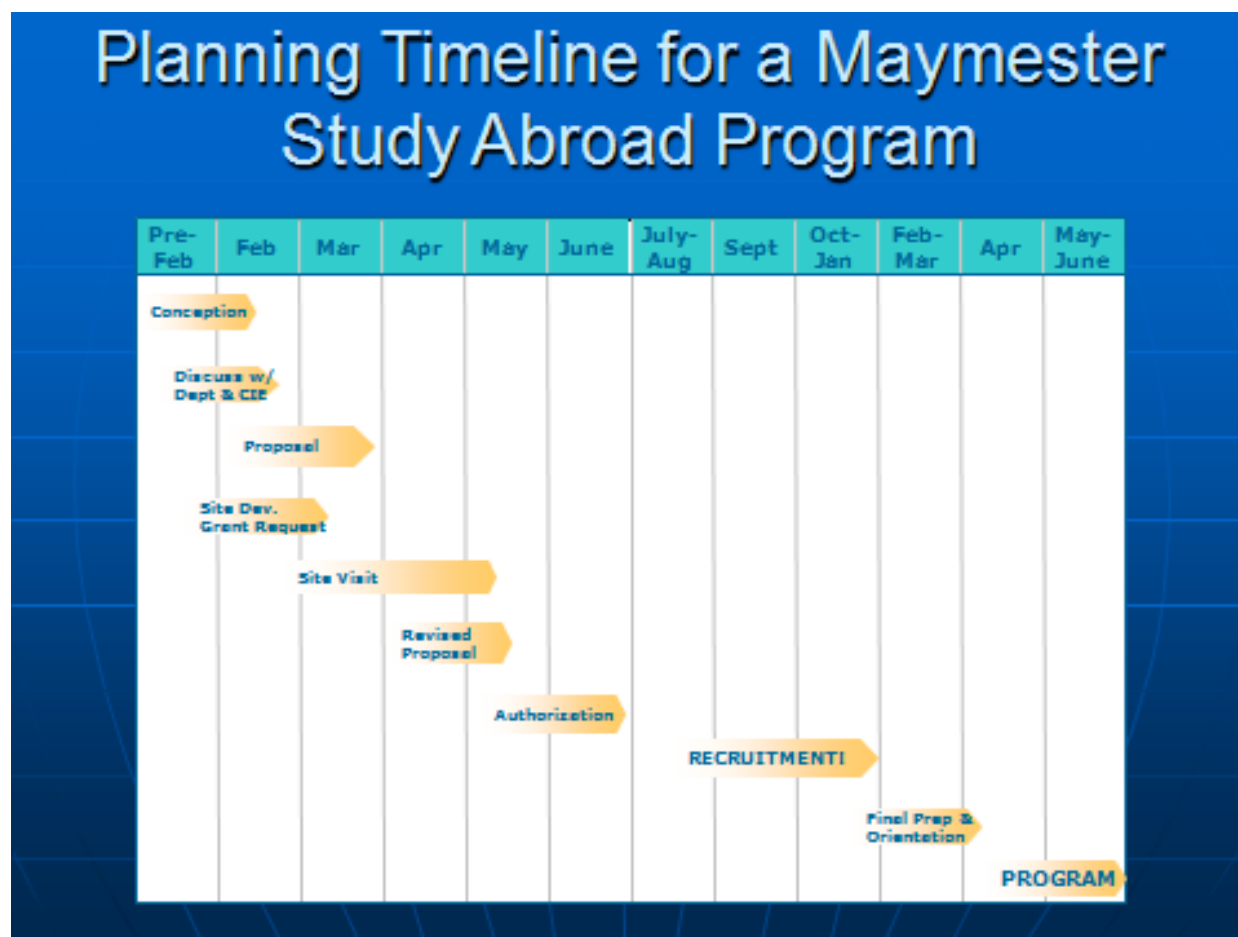 Planning Timeline for a Maymester
Study Abroad Program
Pre-
Feb
Feb
Mar
Apr
May
June
July-
Aug
Sept
Oct-
Jan
Feb-
Mar
Apr
May-
June
Conception
Discuss w/
Dept & CIE
Proposal
Site Dev.
Grant Request
Site Visit
Revised
Proposal
Authorization
RECRUITMENT!
Final Prep &
Orientation
PROGRAM